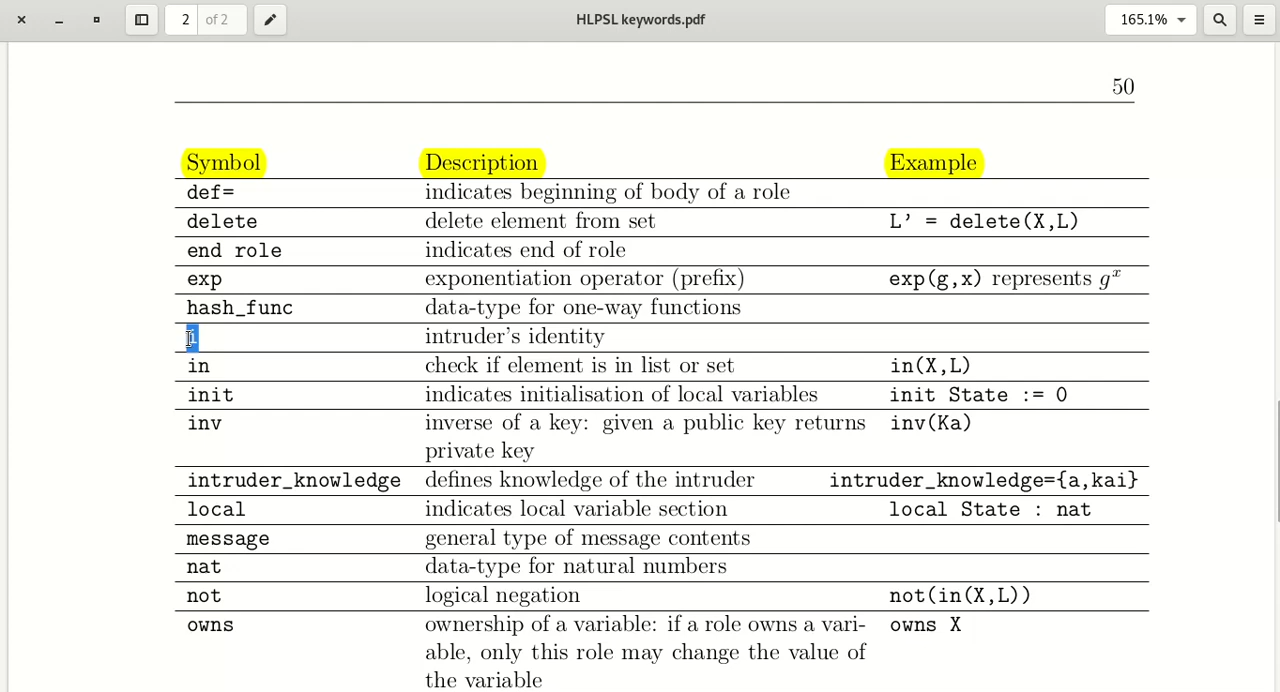 2 of 2
HLPSL keywords.pdf
165.1%
50
Symbol Description Example
def= indicates beginning of body of a role
delete delete element from set L’ = delete(X,L)
end role indicates end of role
exp exponentiation operator (prefix) exp(g,x) represents gˣ
hash_func data-type for one-way functions
i intruder’s identity
in check if element is in list or set in(X,L)
init indicates initialisation of local variables init State := 0
inv inverse of a key: given a public key returns inv(Ka)
private key
intruder_knowledge defines knowledge of the intruder intruder_knowledge={a,kai}
local indicates local variable section local State : nat
message general type of message contents
nat data-type for natural numbers
not logical negation not(in(X,L))
owns ownership of a variable: if a role owns a vari- owns X
able, only this role may change the value of
the variable